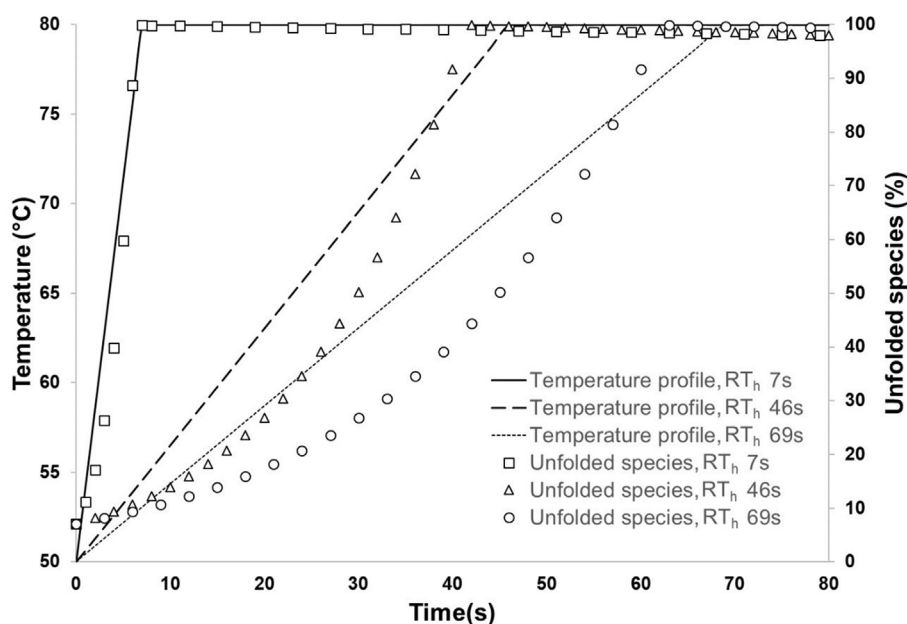 80
75
70
65
60
55
50
Temperature (°C)
100
90
80
70
60
50
40
30
20
10
0
Unfolded species (%)
Temperature profile, RTh 7s
Temperature profile, RTh 46s
Temperature profile, RTh 69s
Unfolded species, RTh 7s
Unfolded species, RTh 46s
Unfolded species, RTh 69s
0 10 20 30 40 50 60 70 80
Time(s)